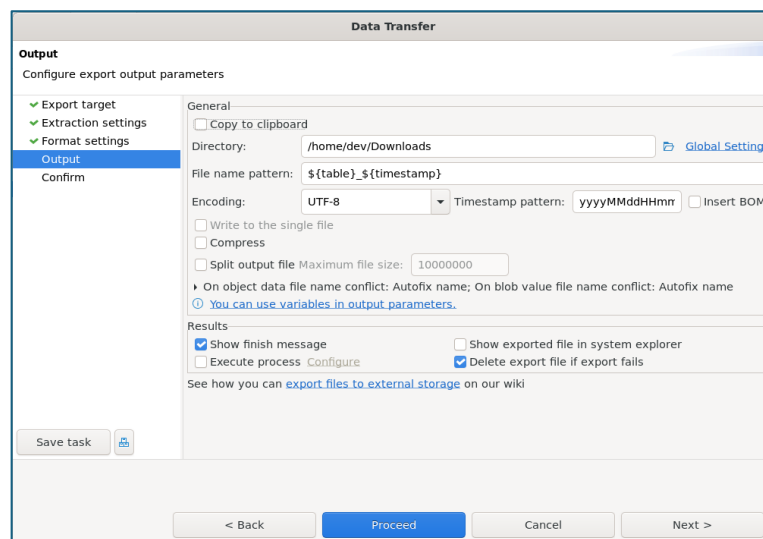 Data Transfer
Output
Configure export output parameters
Export target
Extraction settings
Format settings
Output
Confirm
General
Copy to clipboard
Directory: /home/dev/Downloads Global Setting
File name pattern: ${table}_${timestamp}
Encoding: UTF-8 Timestamp pattern: yyyyMMddHHmm Insert BOM
Write to the single file
Compress
Split output file Maximum file size: 10000000
On object data file name conflict: Autofix name; On blob value file name conflict: Autofix name
You can use variables in output parameters.
Results
Show finish message Show exported file in system explorer
Execute process Configure Delete export file if export fails
See how you can export files to external storage on our wiki
Save task
< Back Proceed Cancel Next >